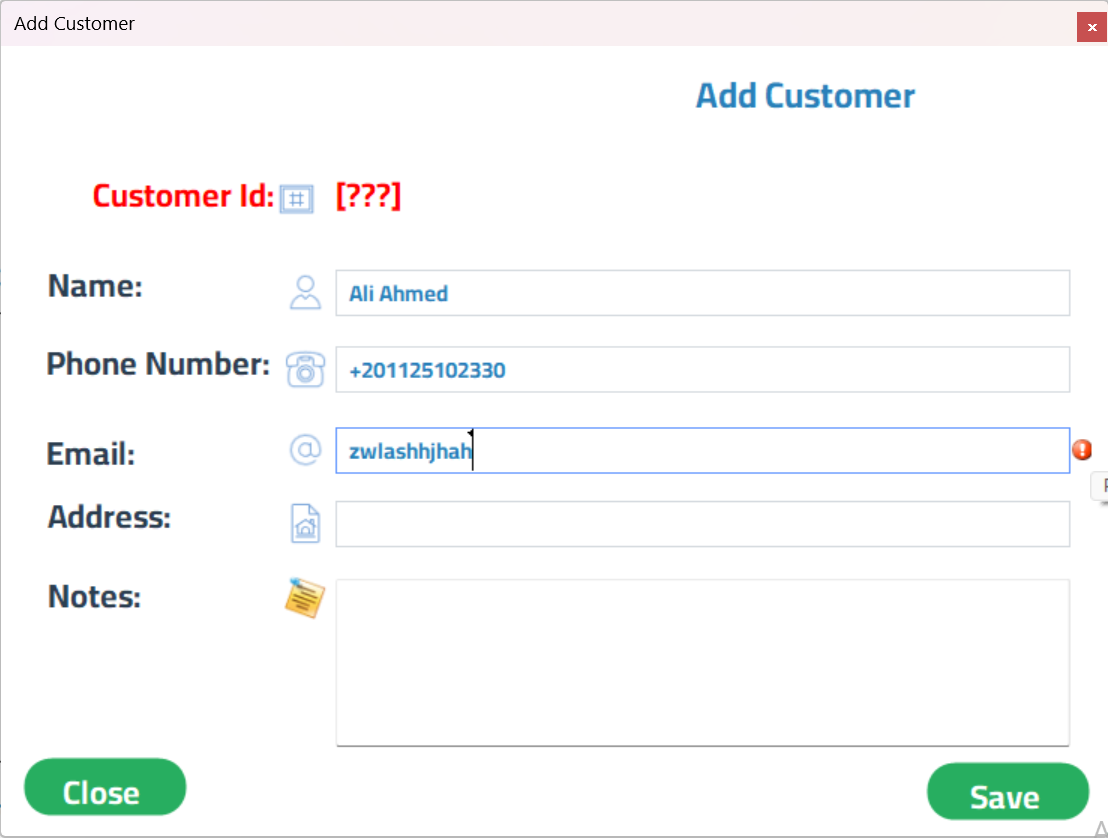 Add Customer
Add Customer
Customer Id: [???]
Name: Ali Ahmed
Phone Number: +201125102330
Email: zwlashhjhah
Address:
Notes:
Close Save